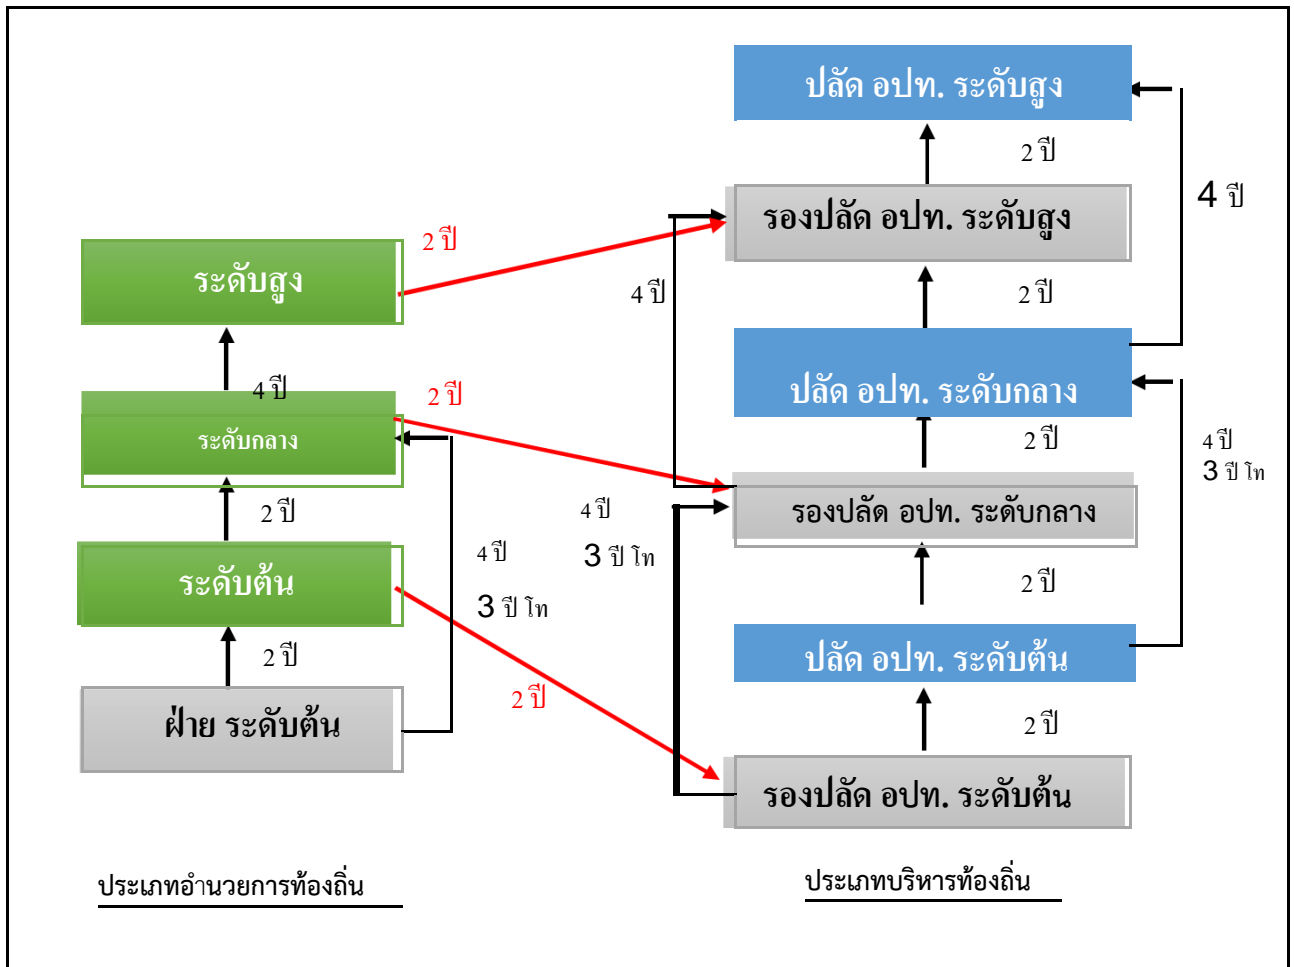 ปลัด อปท. ระดับสูง
2 ปี
4 ปี
รองปลัด อปท. ระดับสูง
2 ปี
ระดับสูง
4 ปี
2 ปี
ปลัด อปท. ระดับกลาง
4 ปี
2 ปี
ระดับกลาง
2 ปี
4 ปี
3 ปี โท
รองปลัด อปท. ระดับกลาง
2 ปี
4 ปี
3 ปี โท
4 ปี
3 ปี โท
ระดับต้น
2 ปี
2 ปี
ปลัด อปท. ระดับต้น
2 ปี
2 ปี
ฝ่าย ระดับต้น
รองปลัด อปท. ระดับต้น
ประเภทอำนวยการท้องถิ่น
ประเภทบริหารท้องถิ่น